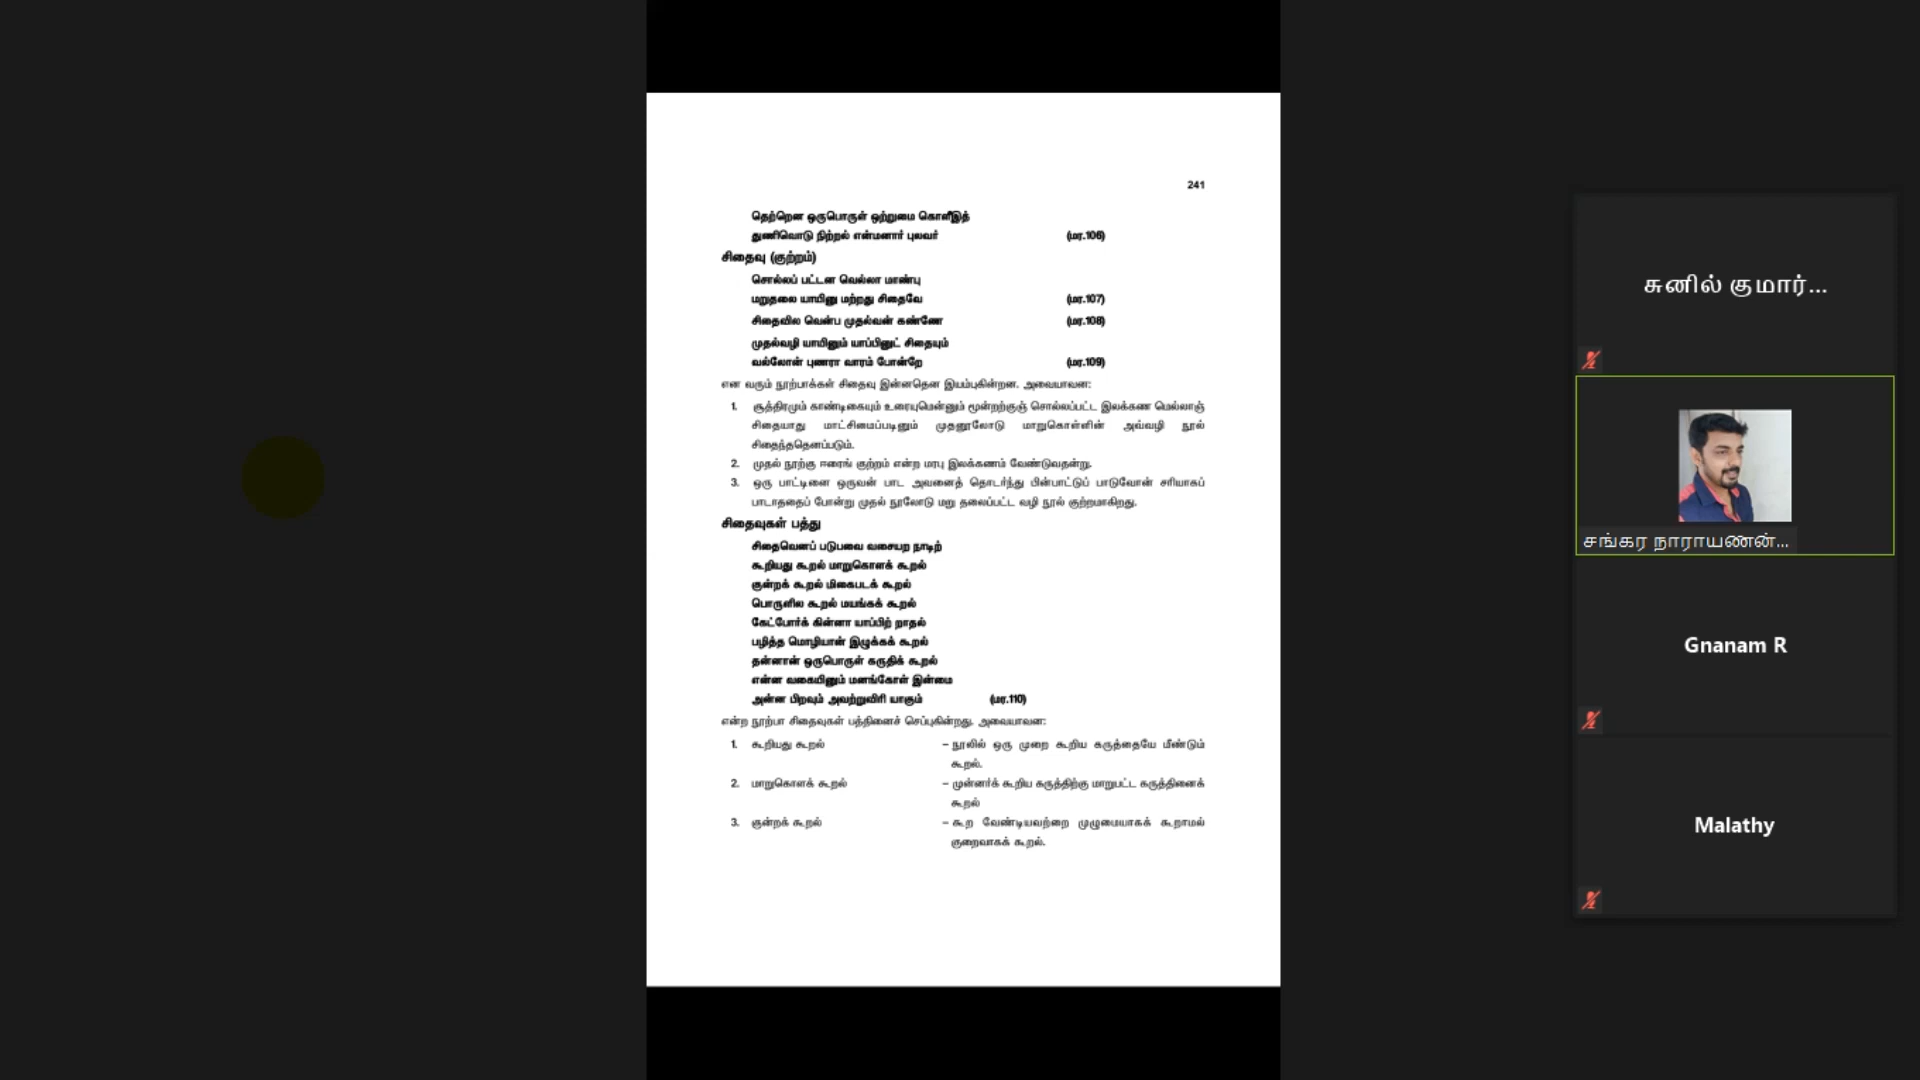 241
தெற்றென ஒருபொருள் ஒற்றுமை கொளீஇத்
துணிவொடு நிற்றல் என்மனார் புலவர் (மர.106)
சிதைவு (குற்றம்)
சொல்லப் பட்டன வெல்லா மாண்பு
மறுதலை யாயினு மற்றது சிதைவே (மர.107)
சிதைவில வென்ப முதல்வன் கண்ணே (மர.108)
முதல்வழி யாயினும் யாப்பினுட் சிதையும்
வல்லோன் புணரா வாரம் போன்றே (மர.109)
என வரும் நூற்பாக்கள் சிதைவு இன்னதென இயம்புகின்றன. அவையாவன:
1. சூத்திரமும் காண்டிகையும் உரையுமென்னும் மூன்றற்குஞ் சொல்லப்பட்ட இலக்கண மெல்லாஞ்
சிதையாது மாட்சிமைப்படினும் முதனூலோடு மாறுகொள்ளின் அவ்வழி நூல்
சிதைந்ததெனப்படும்.
2. முதல் நூற்கு ஈரைங் குற்றம் என்ற மரபு இலக்கணம் வேண்டுவதன்று.
3. ஒரு பாட்டினை ஒருவன் பாட அவனைத் தொடர்ந்து பின்பாட்டுப் பாடுவோன் சரியாகப்
பாடாததைப் போன்று முதல் நூலோடு மறு தலைப்பட்ட வழி நூல் குற்றமாகிறது.
சிதைவுகள் பத்து
சிதைவெனப் படுபவை வசையற நாடிற்
கூறியது கூறல் மாறுகொளக் கூறல்
குன்றக் கூறல் மிகைபடக் கூறல்
பொருளில கூறல் மயங்கக் கூறல்
கேட்போர்க் கின்னா யாப்பிற் றாதல்
பழித்த மொழியான் இழுக்கக் கூறல்
தன்னான் ஒருபொருள் கருதிக் கூறல்
என்ன வகையினும் மனங்கோள் இன்மை
அன்ன பிறவும் அவற்றுவிரி யாகும் (மர.110)
என்ற நூற்பா சிதைவுகள் பத்தினைச் செப்புகின்றது. அவையாவன:
1. கூறியது கூறல் – நூலில் ஒரு முறை கூறிய கருத்தையே மீண்டும்
கூறல்.
2. மாறுகொளக் கூறல் – முன்னர்க் கூறிய கருத்திற்கு மாறுபட்ட கருத்தினைக்
கூறல்
3. குன்றக் கூறல் – கூற வேண்டியவற்றை முழுமையாகக் கூறாமல்
குறைவாகக் கூறல்.
சுனில் குமார்...
சங்கர நாராயணன்...
Gnanam R
Malathy